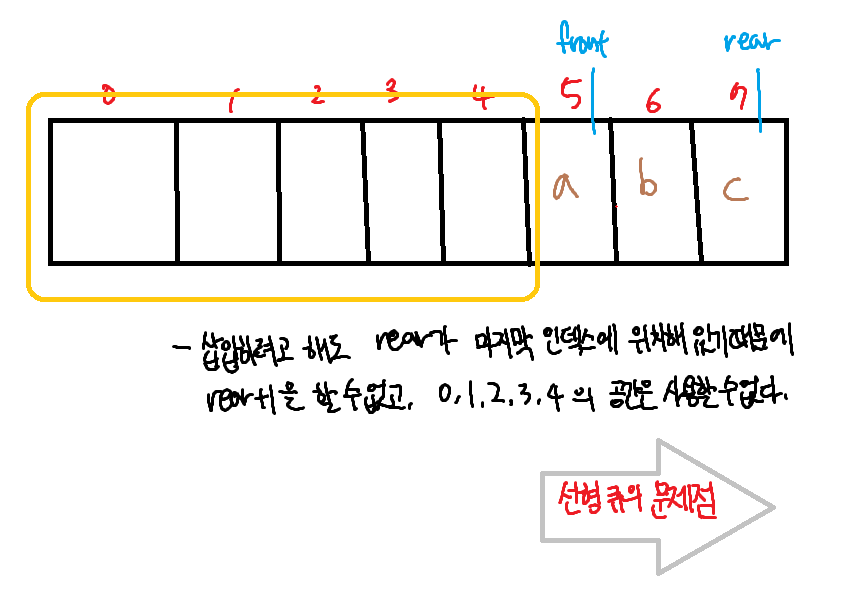 front rear
0 1 2 3 4 5 6 7
a b c
- 삽입하려고 해도 rear가 마지막 인덱스에 위치해 있기때문에
rear+1을 할 수 없고, 0,1,2,3,4 의 공간은 사용할 수 없다.
선형 큐의 문제점